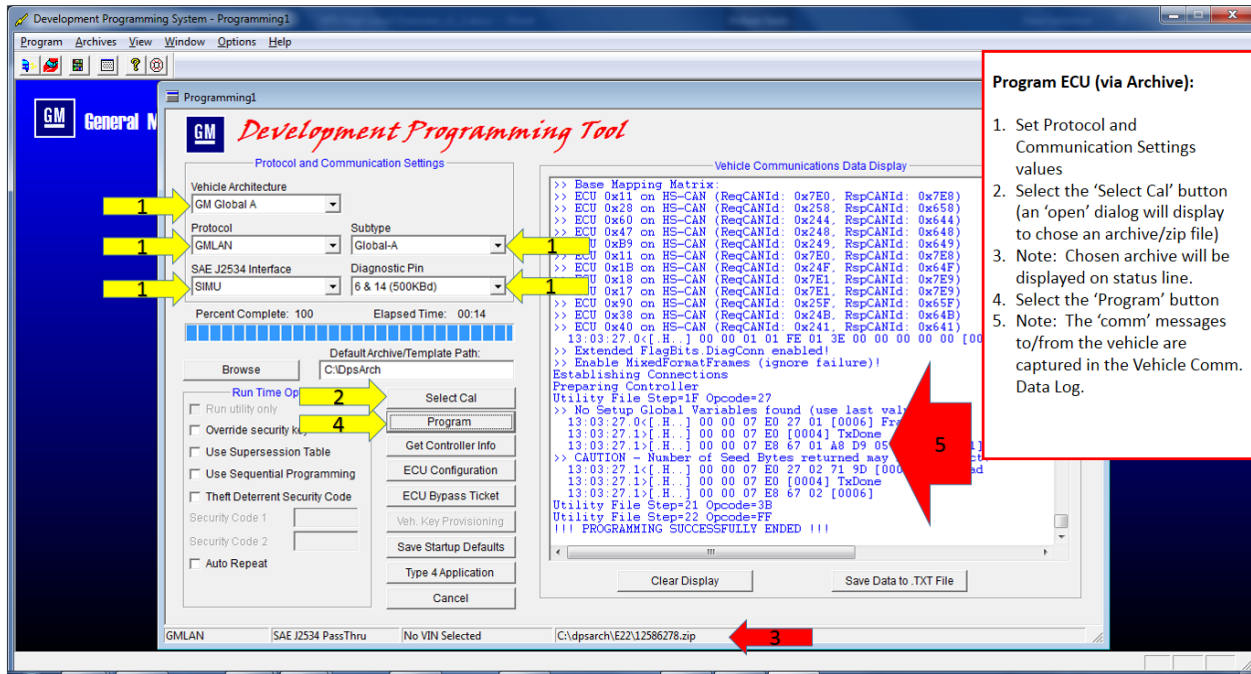 Development Programming System - Programming1
Program Archives View Window Options Help
GM General M
Programming1
GM Development Programming Tool
Protocol and Communication Settings
Vehicle Architecture
1 GM Global A
Protocol Subtype
1 GMLAN Global-A 1
SAE J2534 Interface Diagnostic Pin
1 SIMU 6 & 14 (500KBd) 1
Percent Complete: 100 Elapsed Time: 00:14
Default Archive/Template Path:
Browse C:\DpsArch
Run Time Op
Run utility only
Override security ke
Use Supersession Table
Use Sequential Programming
Theft Deterrent Security Code
Security Code 1
Security Code 2
Auto Repeat
2 Select Cal
4 Program
Get Controller Info
ECU Configuration
ECU Bypass Ticket
Veh. Key Provisioning
Save Startup Defaults
Type 4 Application
Cancel
Vehicle Communications Data Display
>> Base Mapping Matrix:
>> ECU 0x11 on HS-CAN (ReqCANId: 0x7E0, RspCANId: 0x7E8)
>> ECU 0x28 on HS-CAN (ReqCANId: 0x258, RspCANId: 0x658)
>> ECU 0x60 on HS-CAN (ReqCANId: 0x244, RspCANId: 0x644)
>> ECU 0x47 on HS-CAN (ReqCANId: 0x248, RspCANId: 0x648)
ECU 0xB9 on HS-CAN (ReqCANId: 0x249, RspCANId: 0x649)
ECU 0x11 on HS-CAN (ReqCANId: 0x7E0, RspCANId: 0x7E8)
>> ECU 0x1B on HS-CAN (ReqCANId: 0x24F, RspCANId: 0x64F)
ECU 0x18 on HS-CAN (ReqCANId: 0x7E1, RspCANId: 0x7E9)
ECU 0x17 on HS-CAN (ReqCANId: 0x7E1, RspCANId: 0x7E9)
>> ECU 0x90 on HS-CAN (ReqCANId: 0x25F, RspCANId: 0x65F)
>> ECU 0x38 on HS-CAN (ReqCANId: 0x24B, RspCANId: 0x64B)
>> ECU 0x40 on HS-CAN (ReqCANId: 0x241, RspCANId: 0x641)
13:03:27.0<[.H..] 00 00 01 01 FE 01 3E 00 00 00 00 00 [00
>> Extended FlagBits.DiagConn enabled!
>> Enable MixedFormatFrames (ignore failure)!
Establishing Connections
Preparing Controller
Utility File Step=1F Opcode=27
>> No Setup Global Variables found (use last val
13:03:27.0<[.H..] 00 00 07 E0 27 01 [0006] Fra
13:03:27.1>[.H..] 00 00 07 E0 [0004] TxDone
13:03:27.1>[.H..] 00 00 07 E8 67 01 A8 D9 05 1]
>> CAUTION - Number of Seed Bytes returned may ect.
13:03:27.1<[.H..] 00 00 07 E0 27 02 71 9D [000 ad
13:03:27.1>[.H..] 00 00 07 E0 [0004] TxDone
13:03:27.1>[.H..] 00 00 07 E8 67 02 [0006]
Utility File Step=21 Opcode=3B
Utility File Step=22 Opcode=FF
!!! PROGRAMMING SUCCESSFULLY ENDED !!!
5
Clear Display Save Data to .TXT File
GMLAN SAE J2534 PassThru No VIN Selected C:\dpsarch\E22\12586278.zip 3
Program ECU (via Archive):
1. Set Protocol and
Communication Settings
values
2. Select the ‘Select Cal’ button
(an ‘open’ dialog will display
to chose an archive/zip file)
3. Note: Chosen archive will be
displayed on status line.
4. Select the ‘Program’ button
5. Note: The ‘comm’ messages
to/from the vehicle are
captured in the Vehicle Comm.
Data Log.